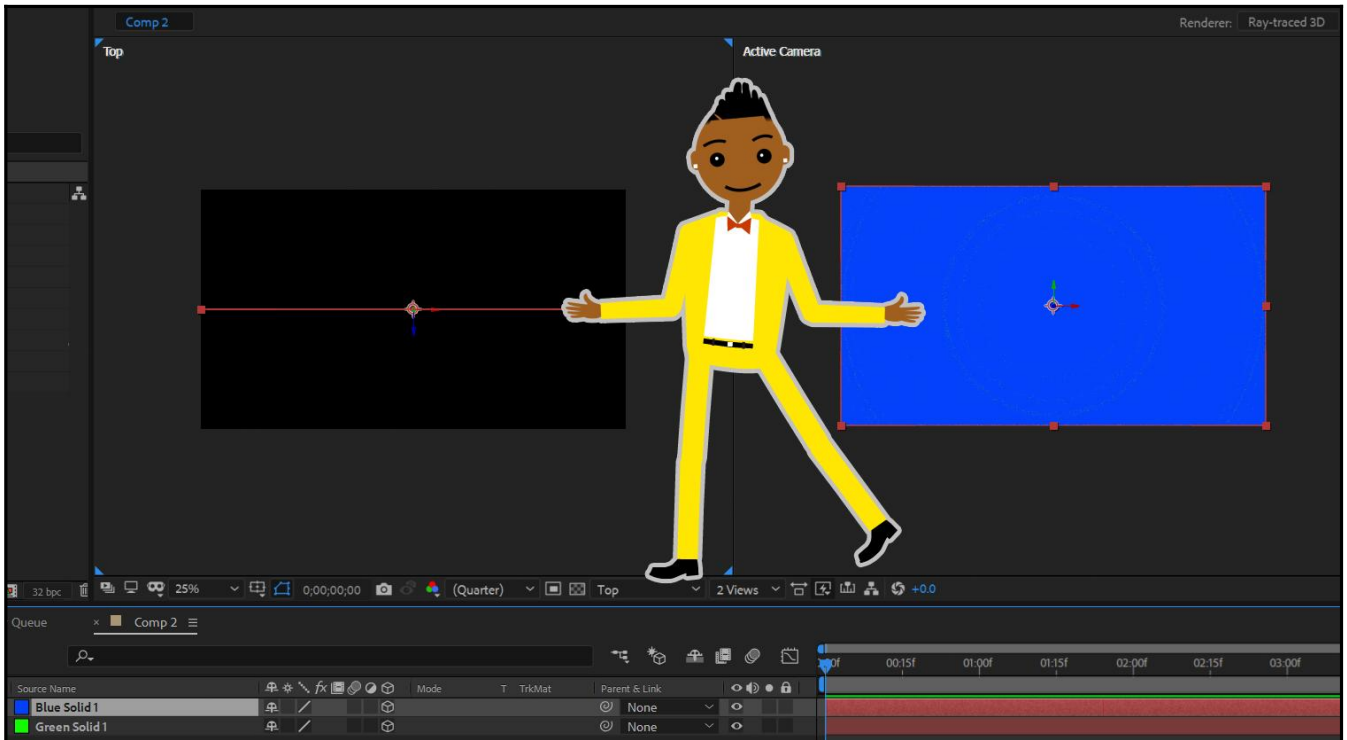 Comp 2
Renderer: Ray-traced 3D
Top
Active Camera
32 bpc
25%
0;00;00;00
(Quarter)
Top
2 Views
+0.0
Queue
× Comp 2
00:15f
01:00f
01:15f
02:00f
02:15f
03:00f
Source Name
fx
Mode
T TrkMat
Parent & Link
Blue Solid 1
None
Green Solid 1
None